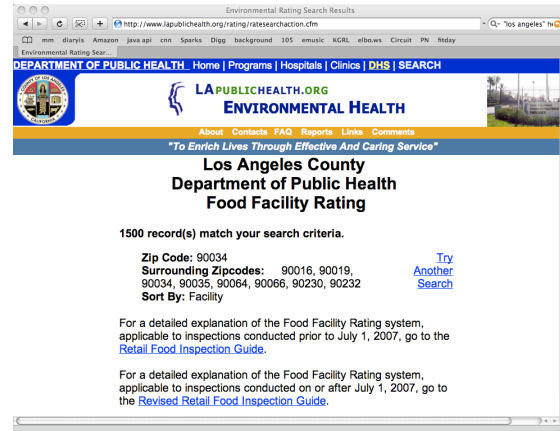 Environmental Rating Search Results
http://www.lapublichealth.org/rating/ratesearchaction.cfm
"los angeles" he
mm diaryis Amazon java api cnn Sparks Digg background 105 emusic KGRL elbo.ws Circuit PN fitday
Environmental Rating Sear...
DEPARTMENT OF PUBLIC HEALTH Home | Programs | Hospitals | Clinics | DHS | SEARCH
LAPUBLICHEALTH.ORG
ENVIRONMENTAL HEALTH
About Contacts FAQ Reports Links Comments
"To Enrich Lives Through Effective And Caring Service"
Los Angeles County
Department of Public Health
Food Facility Rating
1500 record(s) match your search criteria.
Zip Code: 90034
Surrounding Zipcodes: 90016, 90019,
90034, 90035, 90064, 90066, 90230, 90232
Sort By: Facility
Try
Another
Search
For a detailed explanation of the Food Facility Rating system,
applicable to inspections conducted prior to July 1, 2007, go to the
Retail Food Inspection Guide.
For a detailed explanation of the Food Facility Rating system,
applicable to inspections conducted on or after July 1, 2007, go to
the Revised Retail Food Inspection Guide.